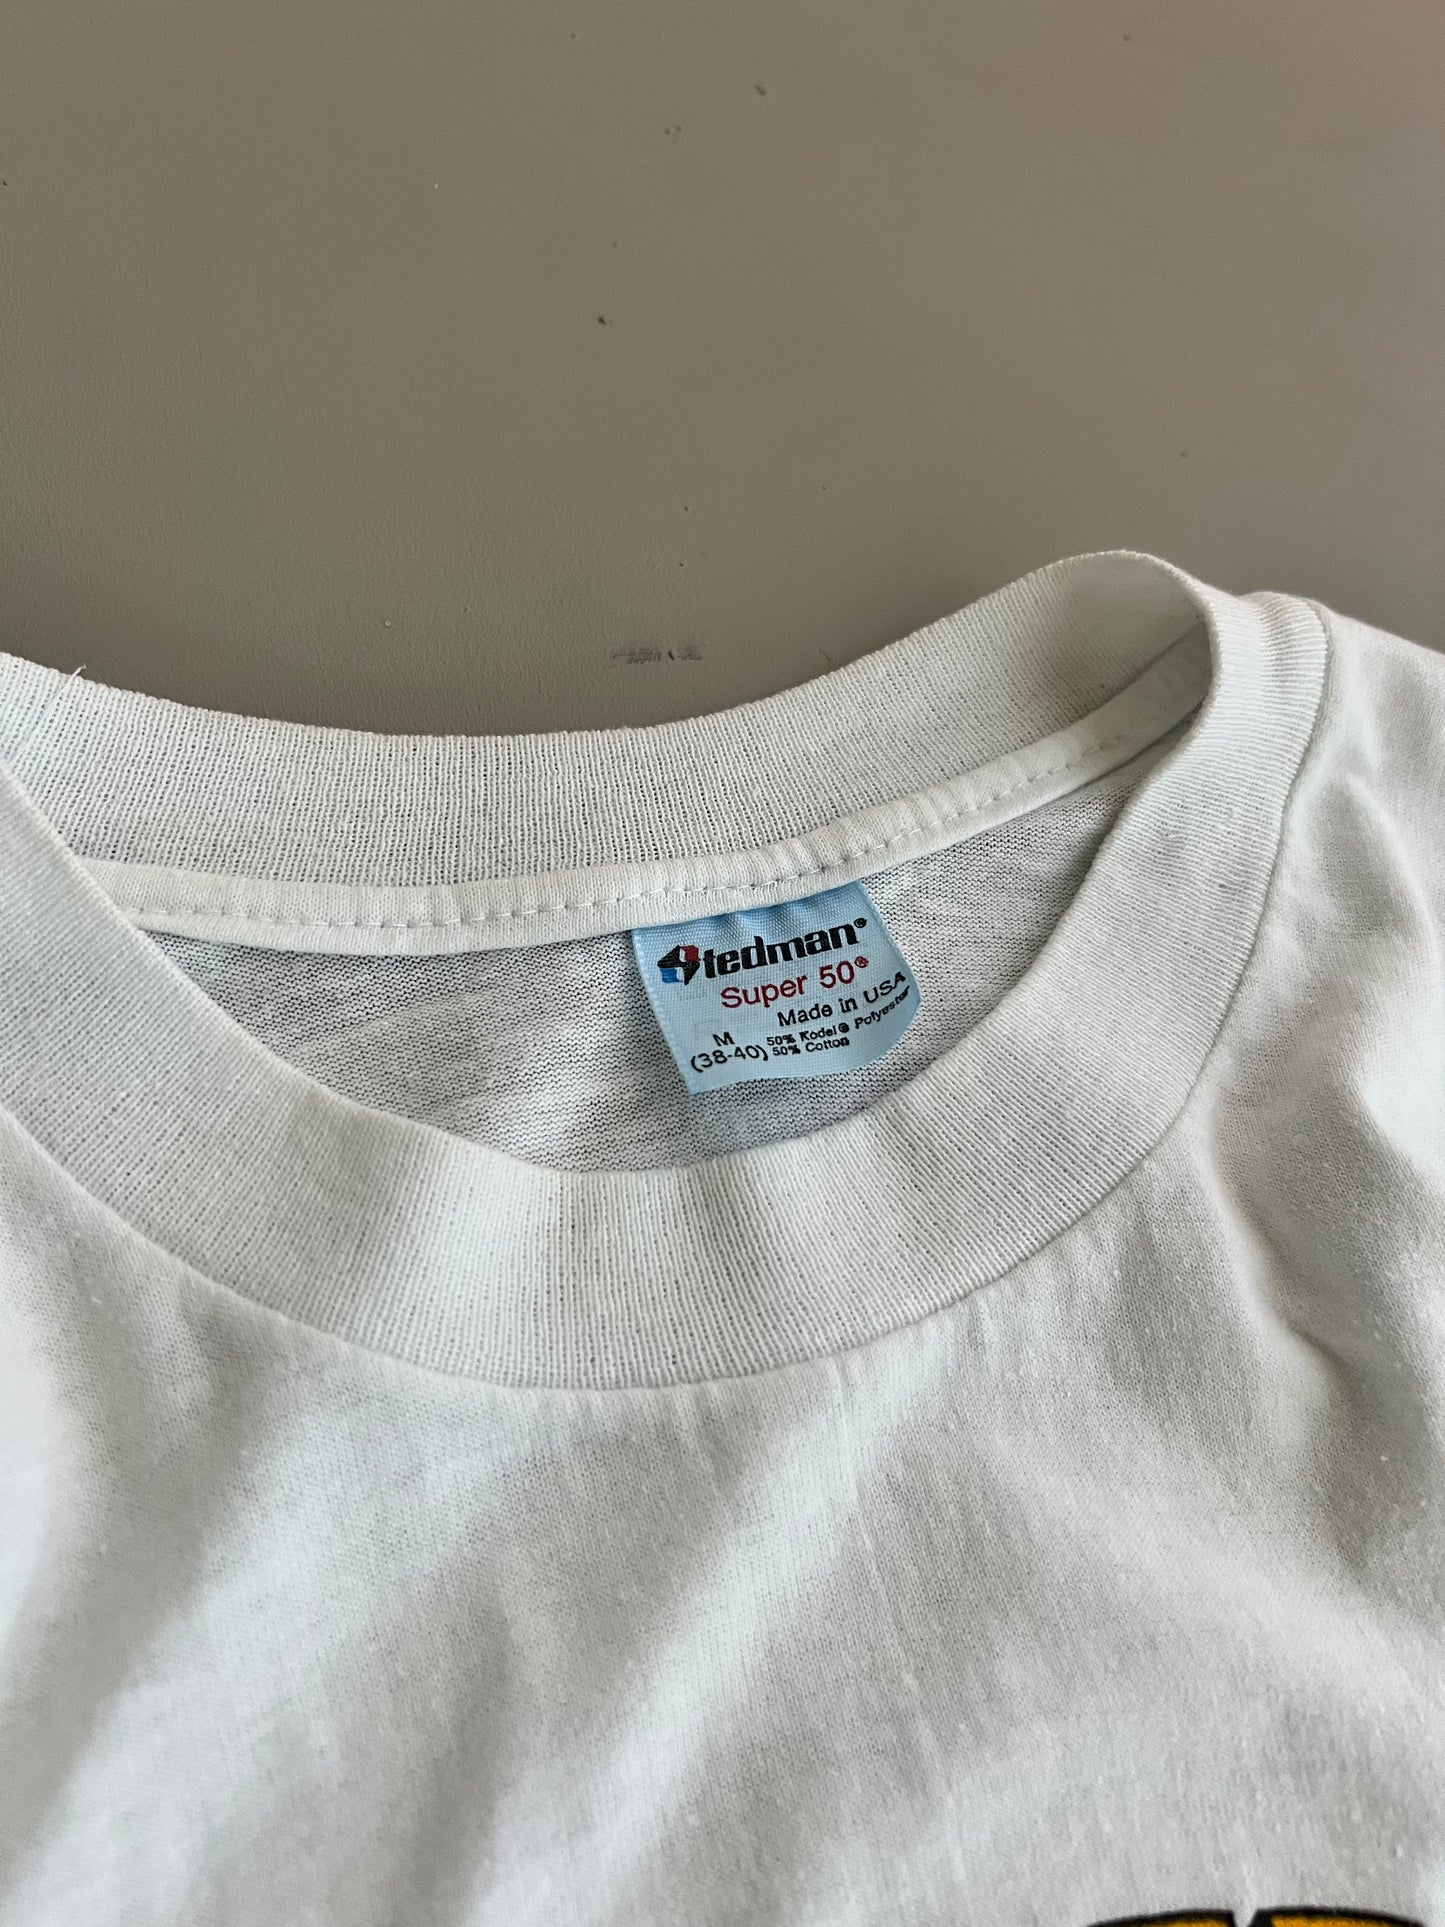 Stedman®
Super 50®
Made in USA
M
(38-40)
50% Kodel® Polyester
50% Cotton